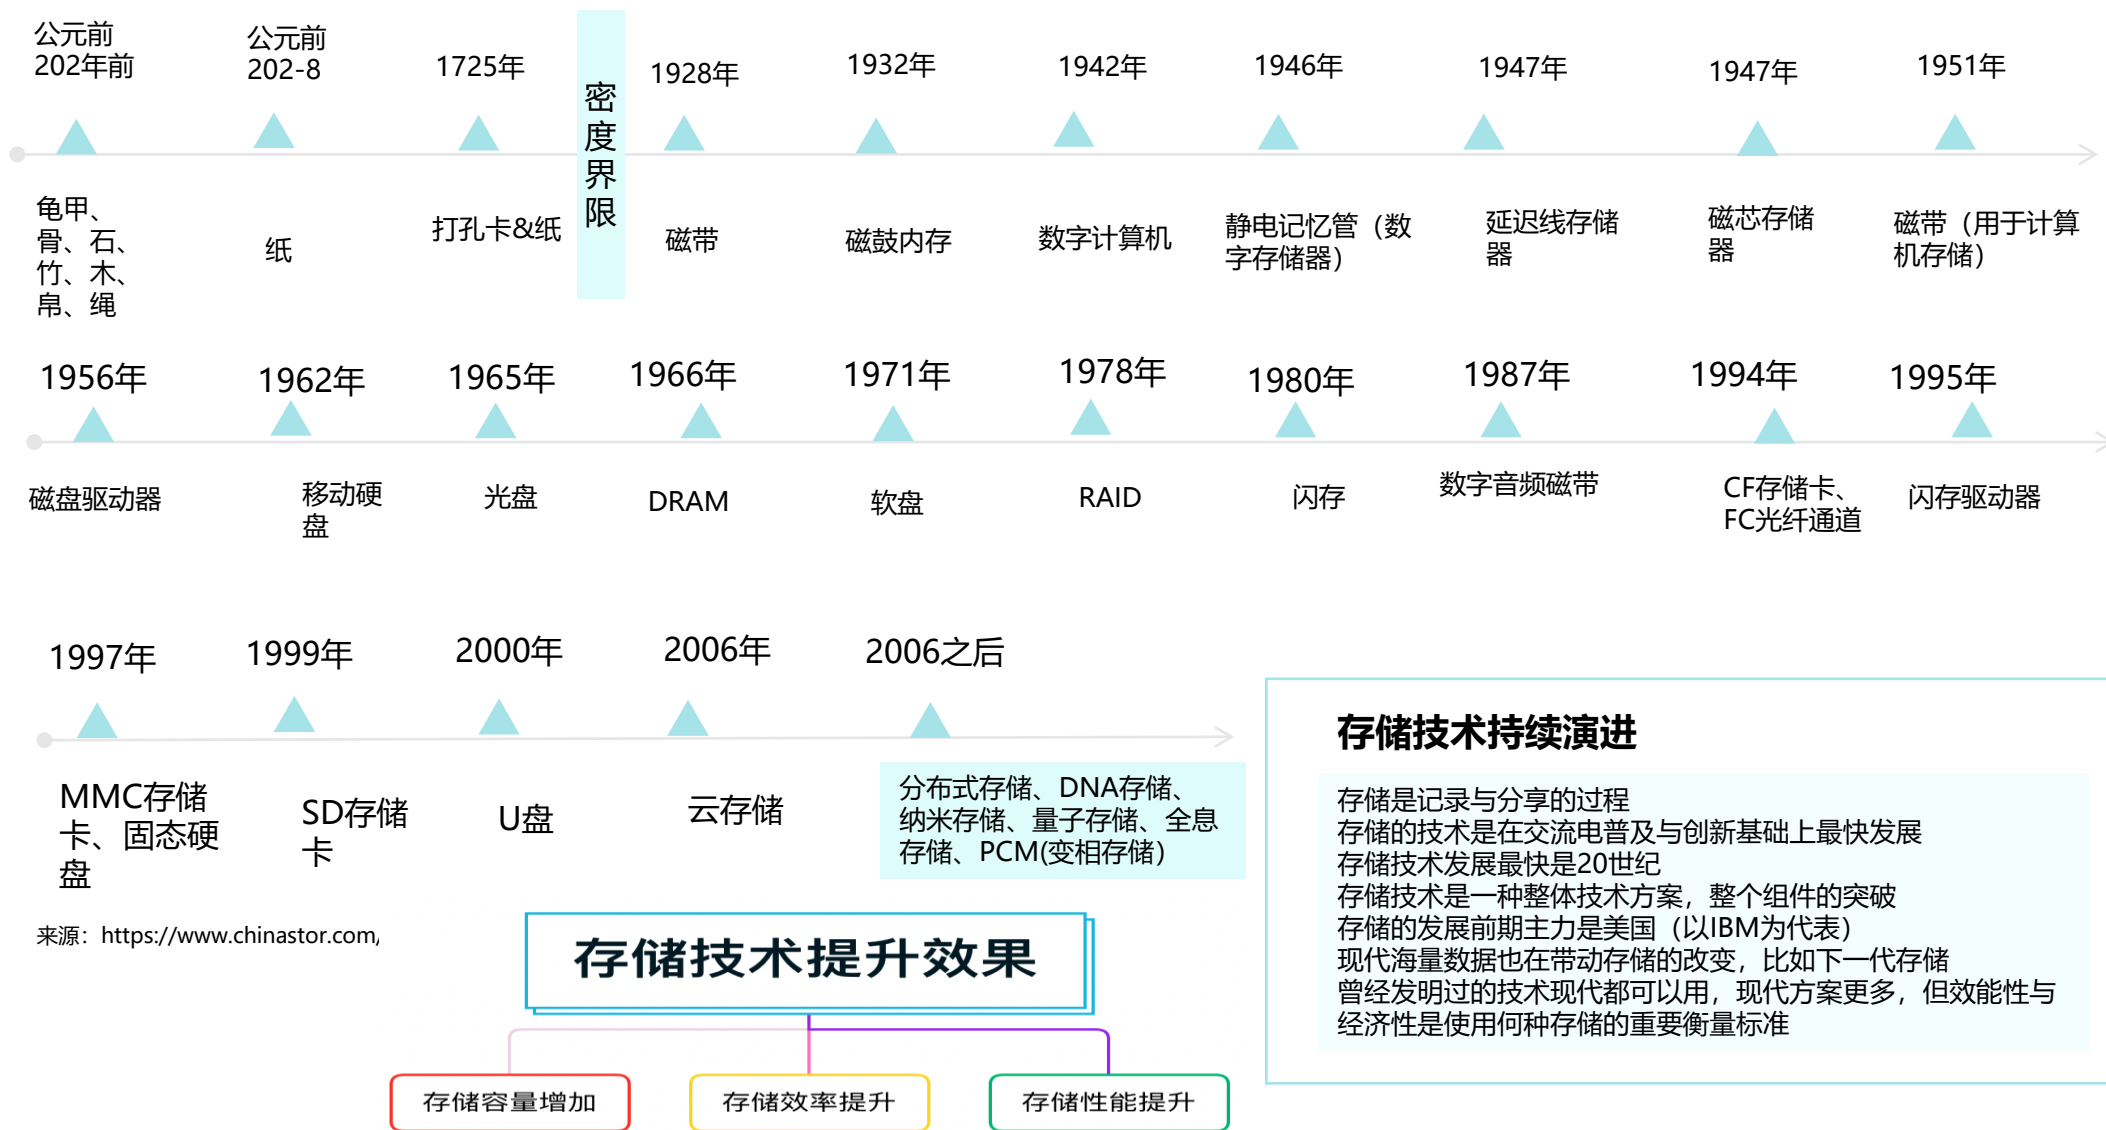 公元前
202年前
公元前
202-8
1725年
1928年
1932年
1942年
1946年
1947年
1947年
1951年
密度界限
龟甲、
骨、石、
竹、木、
帛、绳
纸
打孔卡&纸
磁带
磁鼓内存
数字计算机
静电记忆管（数
字存储器）
延迟线存储
器
磁芯存储
器
磁带（用于计算
机存储）
1956年
1962年
1965年
1966年
1971年
1978年
1980年
1987年
1994年
1995年
磁盘驱动器
移动硬
盘
光盘
DRAM
软盘
RAID
闪存
数字音频磁带
CF存储卡、
FC光纤通道
闪存驱动器
1997年
1999年
2000年
2006年
2006之后
MMC存储
卡、固态硬
盘
SD存储
卡
U盘
云存储
分布式存储、DNA存储、
纳米存储、量子存储、全息
存储、PCM(变相存储）
来源：https://www.chinastor.com/
存储技术提升效果
存储容量增加
存储效率提升
存储性能提升
存储技术持续演进
存储是记录与分享的过程
存储的技术是在交流电普及与创新基础上最快发展
存储技术发展最快是20世纪
存储技术是一种整体技术方案，整个组件的突破
存储的发展前期主力是美国（以IBM为代表）
现代海量数据也在带动存储的改变，比如下一代存储
曾经发明过的技术现代都可以用，现代方案更多，但效能性与
经济性是使用何种存储的重要衡量标准